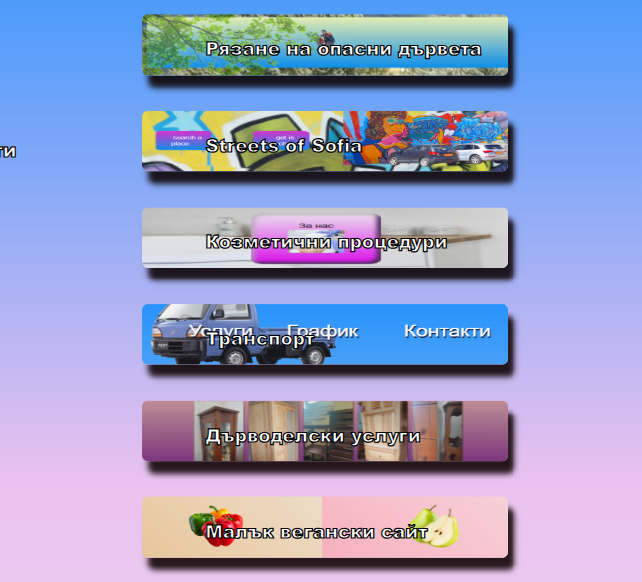 Рязане на опасни дървета
search a
place
Streets of Sofia
ти
За нас
Козметични процедури
Услуги График Контакти
Транспорт
Дърводелски услуги
Малък вегански сайт